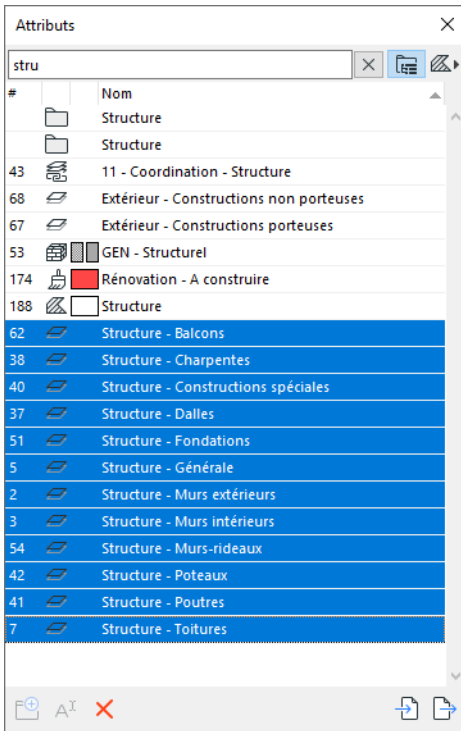 Attributs
stru
# Nom
Structure
Structure
43 11 - Coordination - Structure
68 Extérieur - Constructions non porteuses
67 Extérieur - Constructions porteuses
53 GEN - Structurel
174 Rénovation - A construire
188 Structure
62 Structure - Balcons
38 Structure - Charpentes
40 Structure - Constructions spéciales
37 Structure - Dalles
51 Structure - Fondations
5 Structure - Générale
2 Structure - Murs extérieurs
3 Structure - Murs intérieurs
54 Structure - Murs-rideaux
42 Structure - Poteaux
41 Structure - Poutres
7 Structure - Toitures